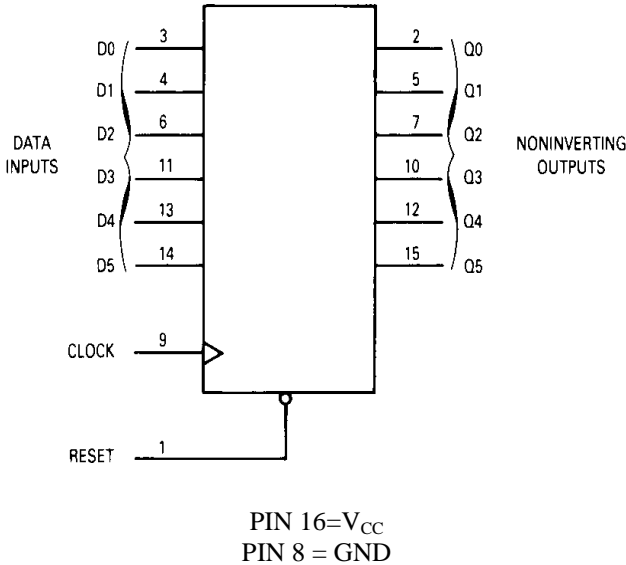 D0 3 2 Q0
D1 4 5 Q1
D2 6 7 Q2
DATA
INPUTS
NONINVERTING
OUTPUTS
D3 11 10 Q3
D4 13 12 Q4
D5 14 15 Q5
CLOCK 9
RESET 1
PIN 16=VCC
PIN 8 = GND